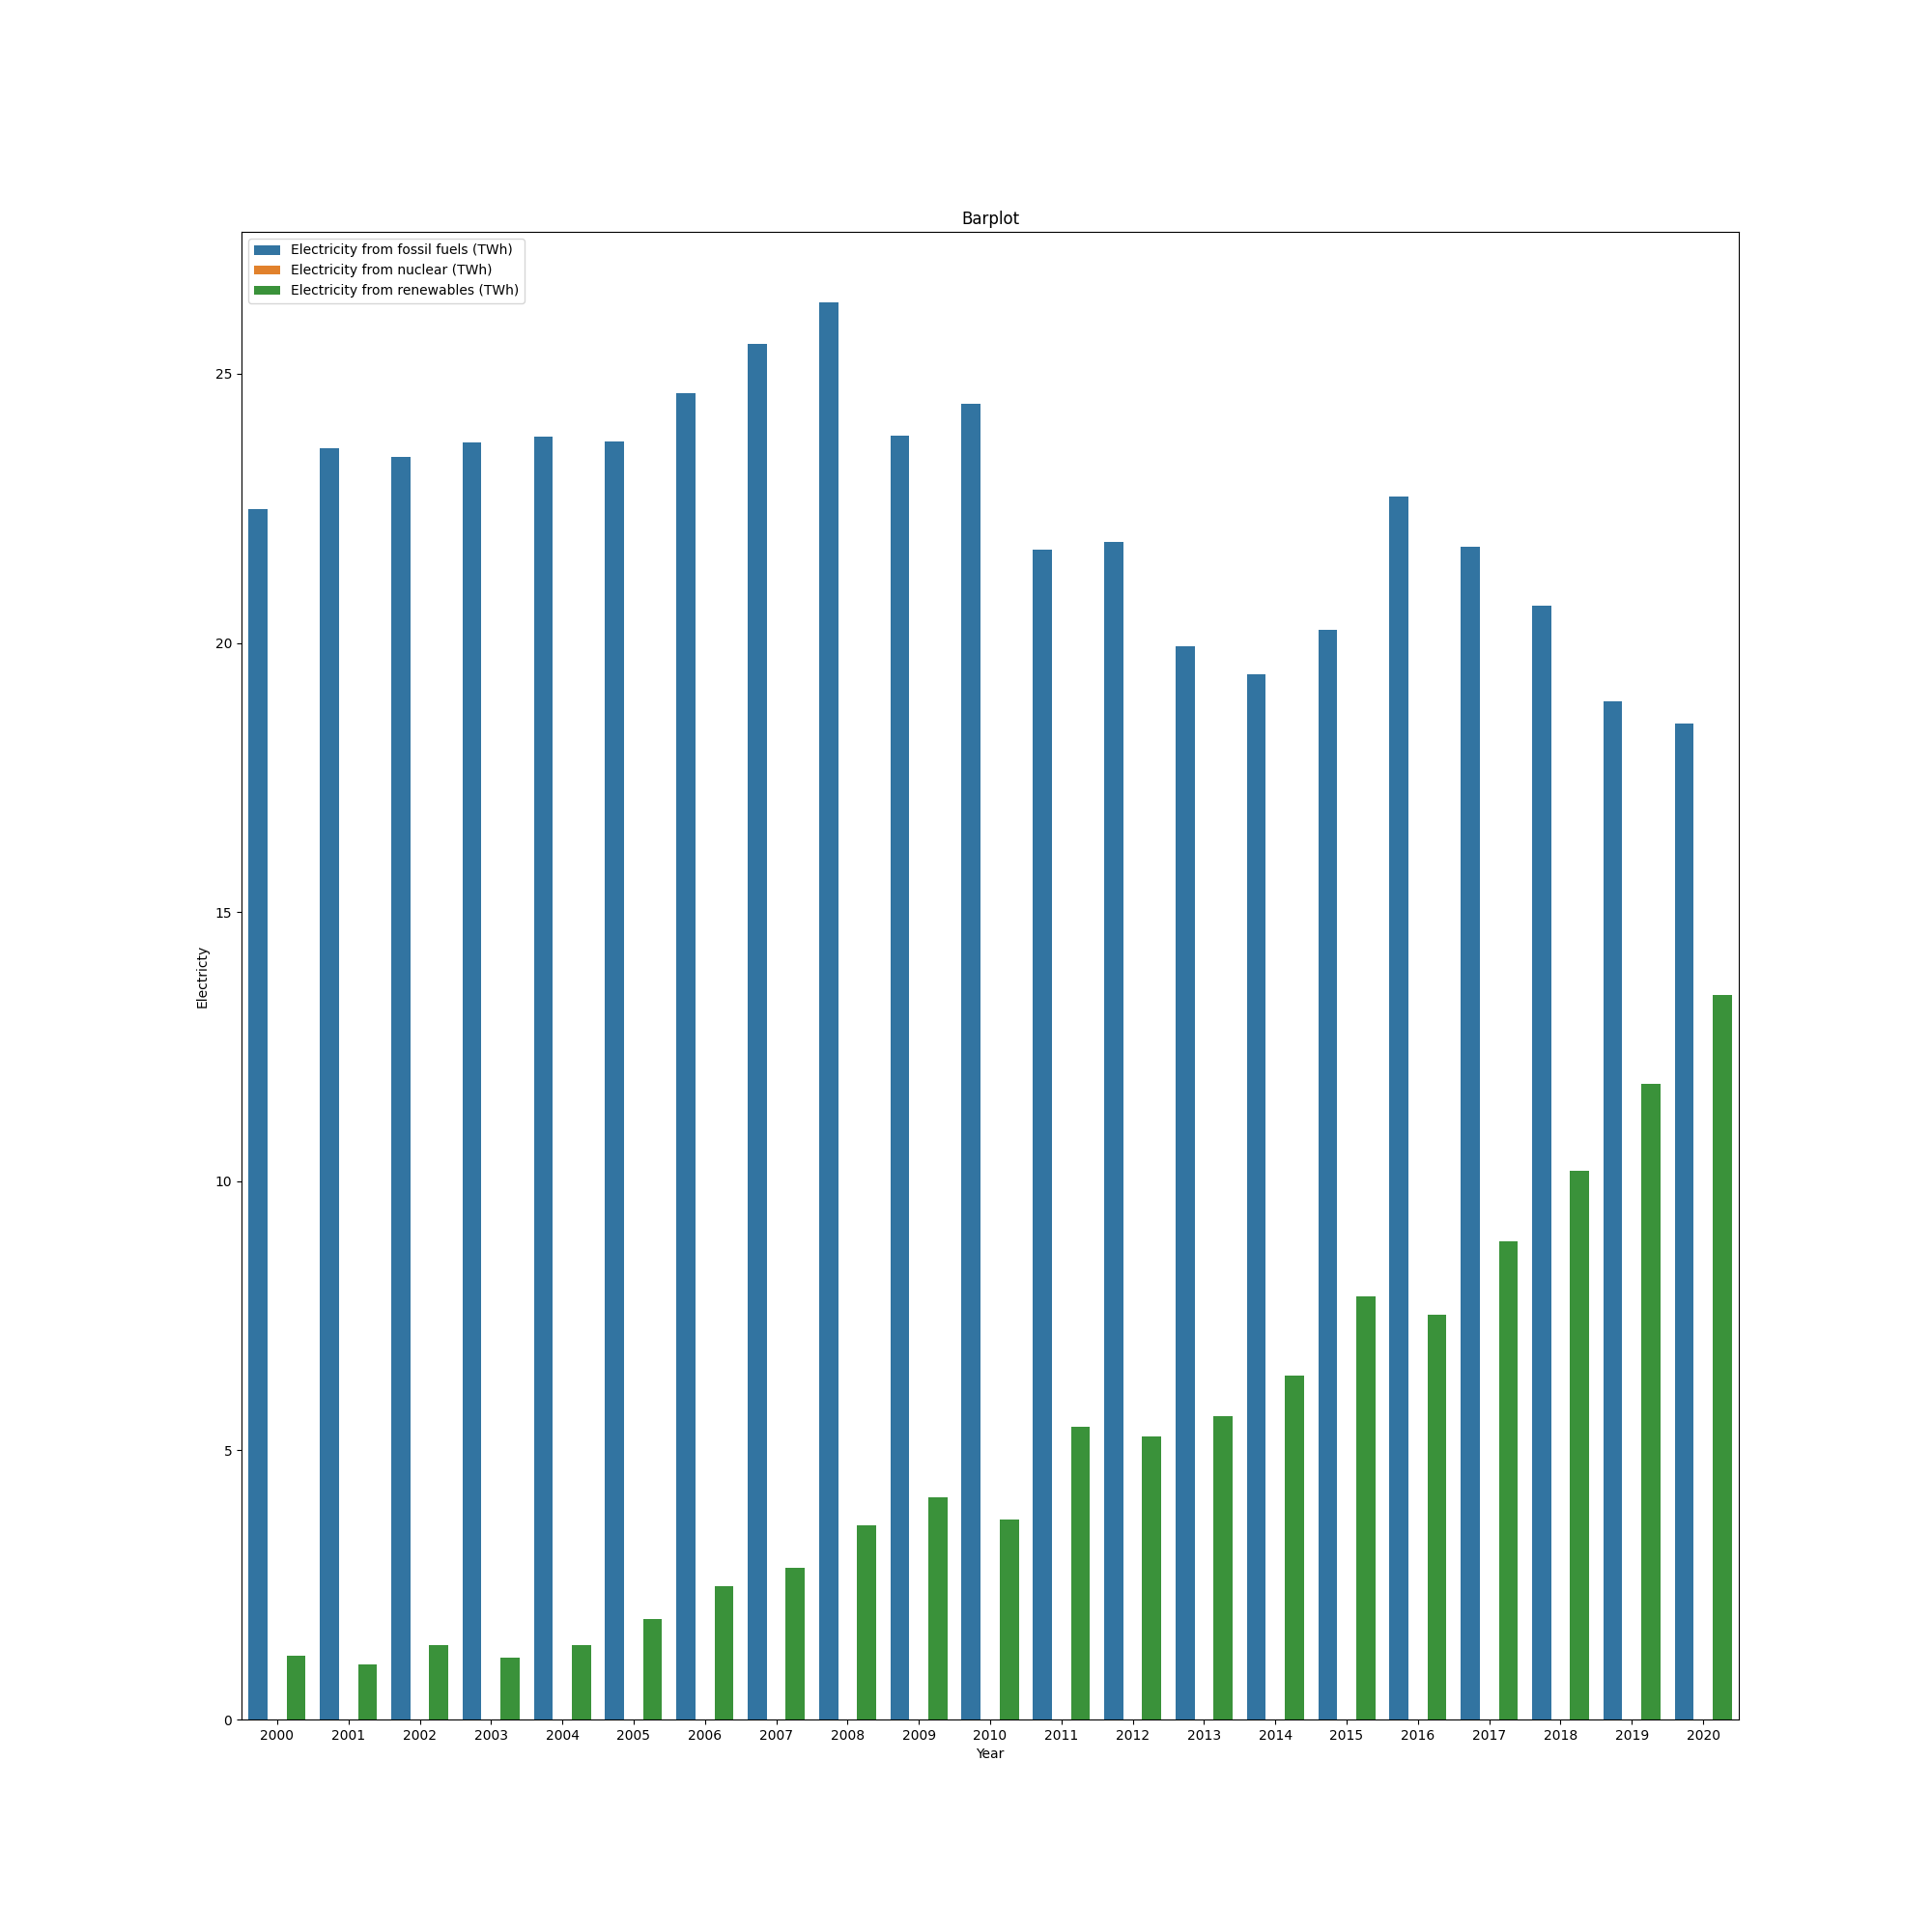 Barplot
Electricity from fossil fuels (TWh)
Electricity from nuclear (TWh)
Electricity from renewables (TWh)
25
20
15
10
5
0
Electricty
2000 2001 2002 2003 2004 2005 2006 2007 2008 2009 2010 2011 2012 2013 2014 2015 2016 2017 2018 2019 2020
Year